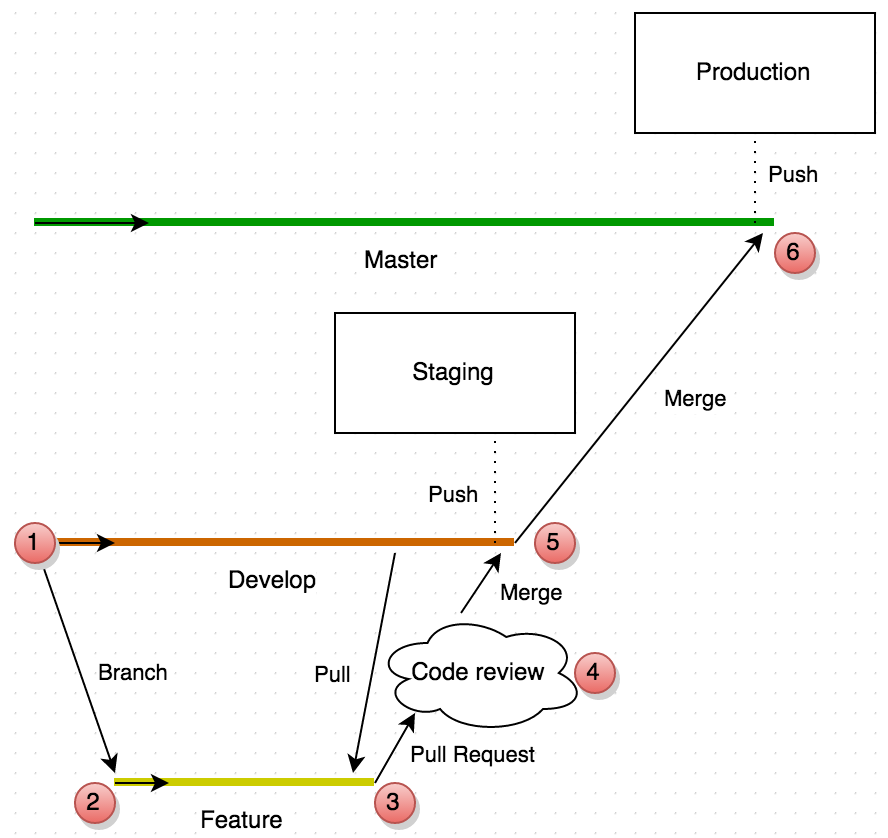 Production
Push
Master
6
Staging
Merge
Push
1
5
Develop
Merge
Branch
Pull
Code review
4
Pull Request
2
3
Feature